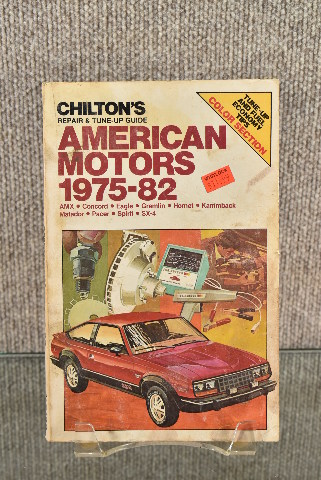 CHILTON'S
REPAIR & TUNE-UP GUIDE
AMERICAN
MOTORS
1975-82
AMX • Concord • Eagle • Gremlin • Hornet • Kammback
Matador • Pacer • Spirit • SX-4
TUNE-UP
AND FUEL
ECONOMY
TIPS
COLOR SECTION